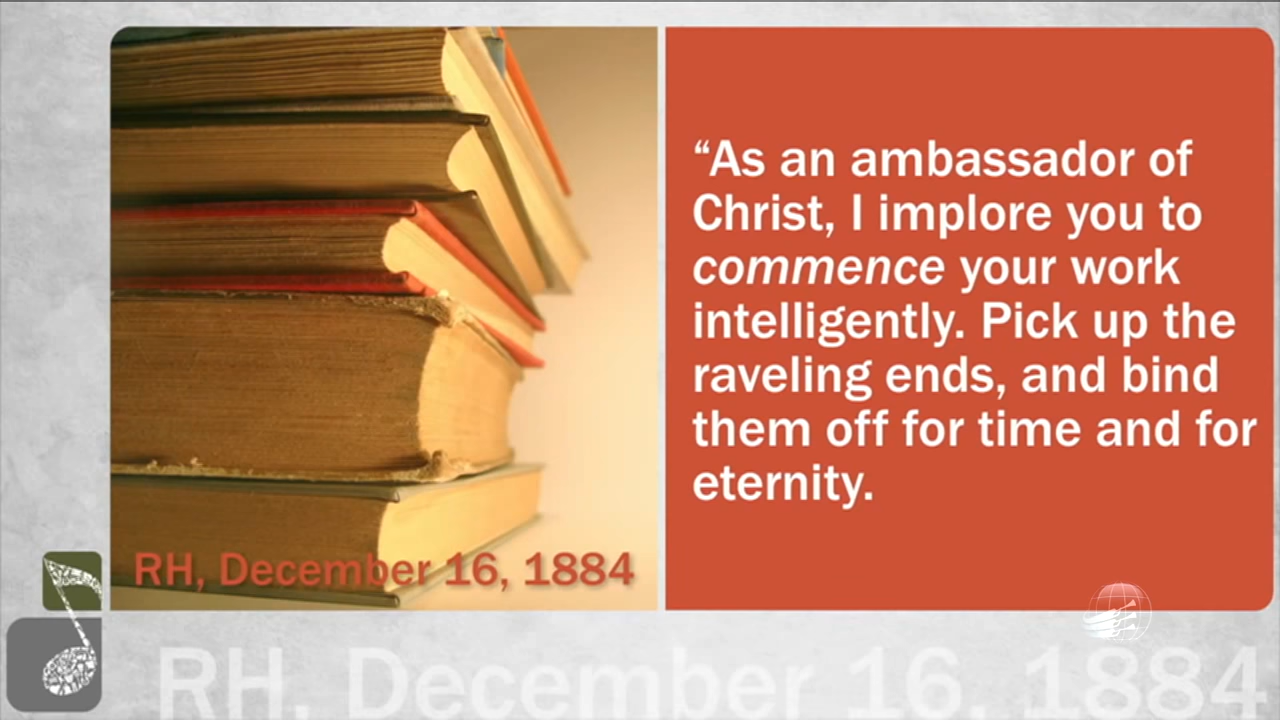 “As an ambassador of
Christ, I implore you to
commence your work
intelligently. Pick up the
raveling ends, and bind
them off for time and for
eternity.
RH, December 16, 1884
RH, December 16, 1884